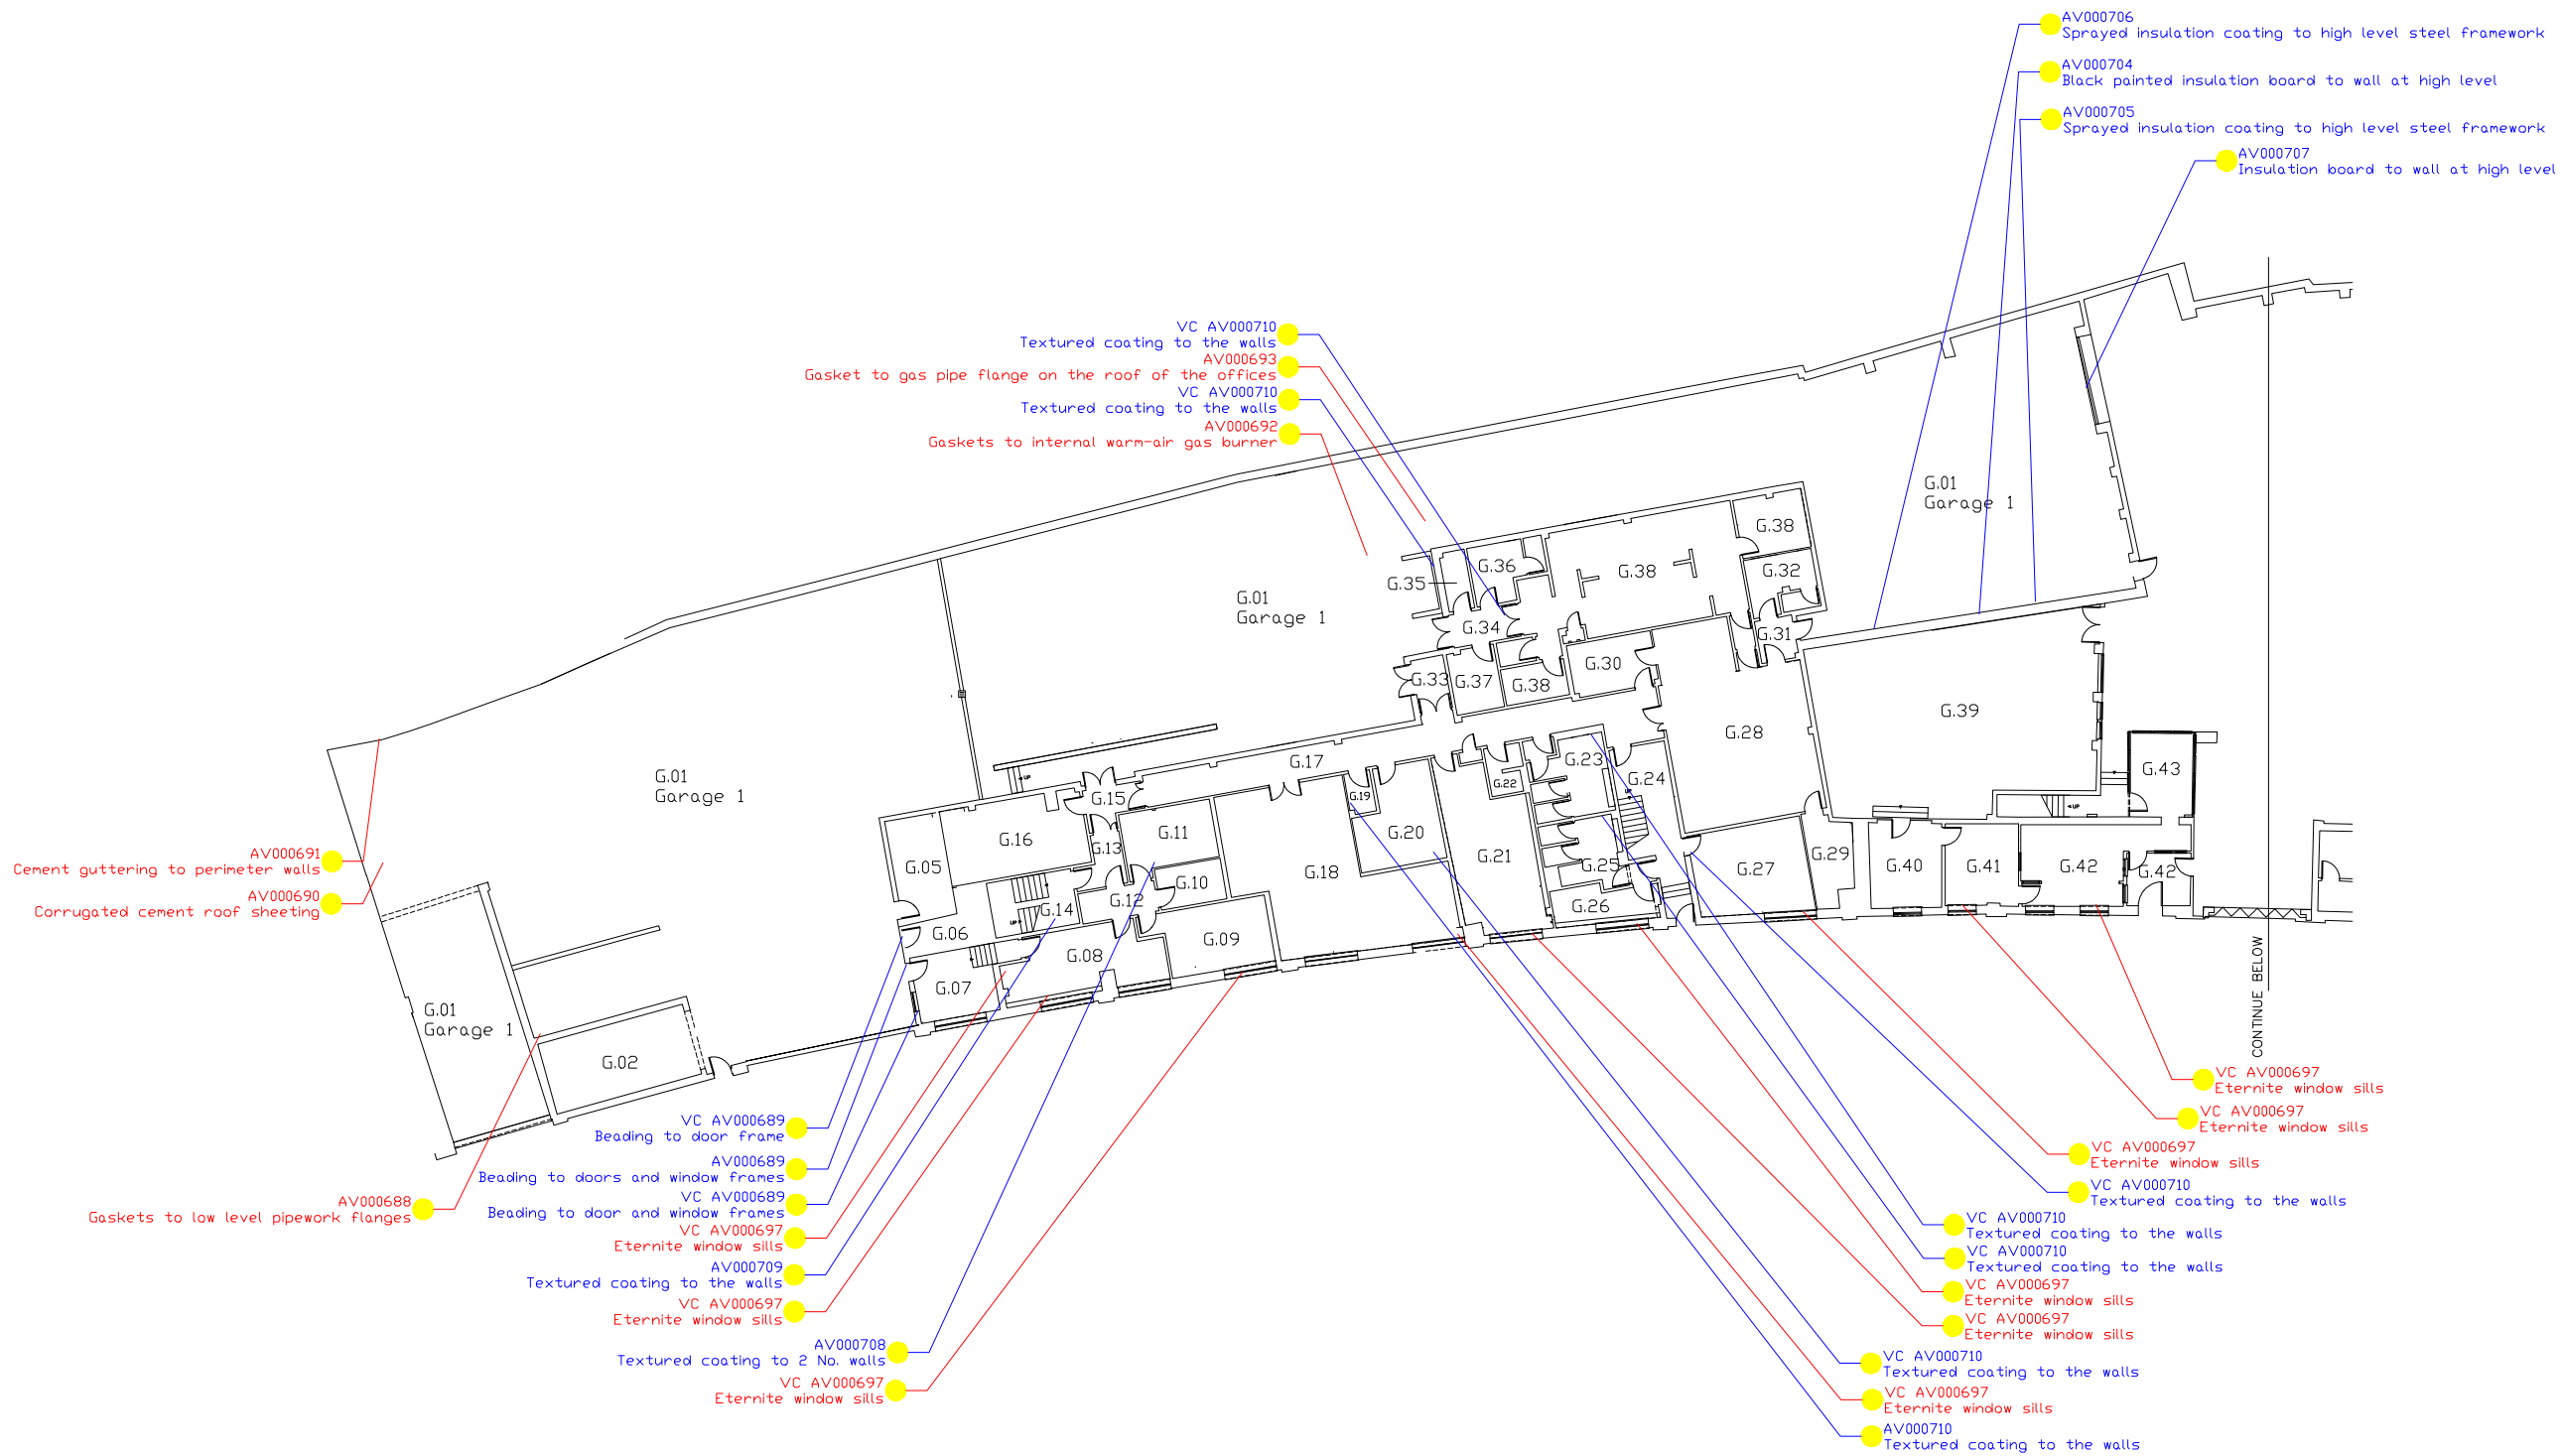 AV000706
Sprayed insulation coating to high level steel framework
AV000704
Black painted insulation board to wall at high level
AV000705
Sprayed insulation coating to high level steel framework
AV000707
Insulation board to wall at high level
VC AV000710
Textured coating to the walls
AV000693
Gasket to gas pipe flange on the roof of the offices
VC AV000710
Textured coating to the walls
AV000692
Gaskets to internal warm-air gas burner
G.01
Garage 1
G.38
G.36
G.38
G.32
G.35
G.01
Garage 1
G.34
G.31
G.30
G.33
G.37
G.38
G.39
G.28
G.17
G.23
G.43
G.01
Garage 1
UP
G.24
G.22
G.15
G.19
UP
UP
G.11
G.20
G.16
G.13
G.21
G.29
G.05
G.18
G.25
G.27
G.40
G.41
G.42
G.42
G.10
G.12
G.14
G.26
G.06
G.09
G.08
G.07
AV000691
Cement guttering to perimeter walls
AV000690
Corrugated cement roof sheeting
G.01
Garage 1
G.02
CONTINUE BELOW
VC AV000697
Eternite window sills
VC AV000697
Eternite window sills
VC AV000697
Eternite window sills
VC AV000710
Textured coating to the walls
VC AV000689
Beading to door frame
AV000689
Beading to doors and window frames
VC AV000689
Beading to door and window frames
AV000688
Gaskets to low level pipework flanges
VC AV000697
Eternite window sills
AV000709
Textured coating to the walls
VC AV000697
Eternite window sills
AV000708
Textured coating to 2 No. walls
VC AV000697
Eternite window sills
VC AV000710
Textured coating to the walls
VC AV000710
Textured coating to the walls
VC AV000697
Eternite window sills
VC AV000697
Eternite window sills
VC AV000710
Textured coating to the walls
VC AV000697
Eternite window sills
AV000710
Textured coating to the walls